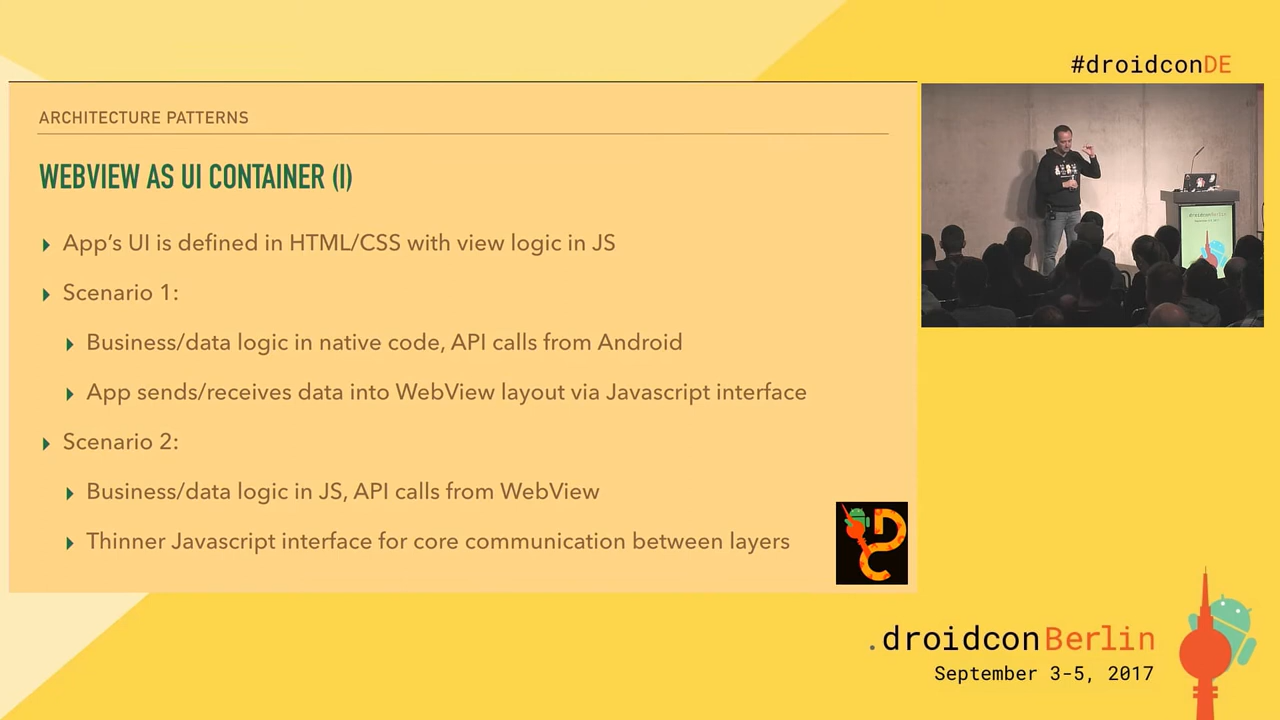 #droidconDE
ARCHITECTURE PATTERNS
WEBVIEW AS UI CONTAINER (I)
App's UI is defined in HTML/CSS with view logic in JS
Scenario 1:
Business/data logic in native code, API calls from Android
App sends/receives data into WebView layout via Javascript interface
Scenario 2:
Business/data logic in JS, API calls from WebView
Thinner Javascript interface for core communication between layers
.droidconBerlin
September 3-5, 2017